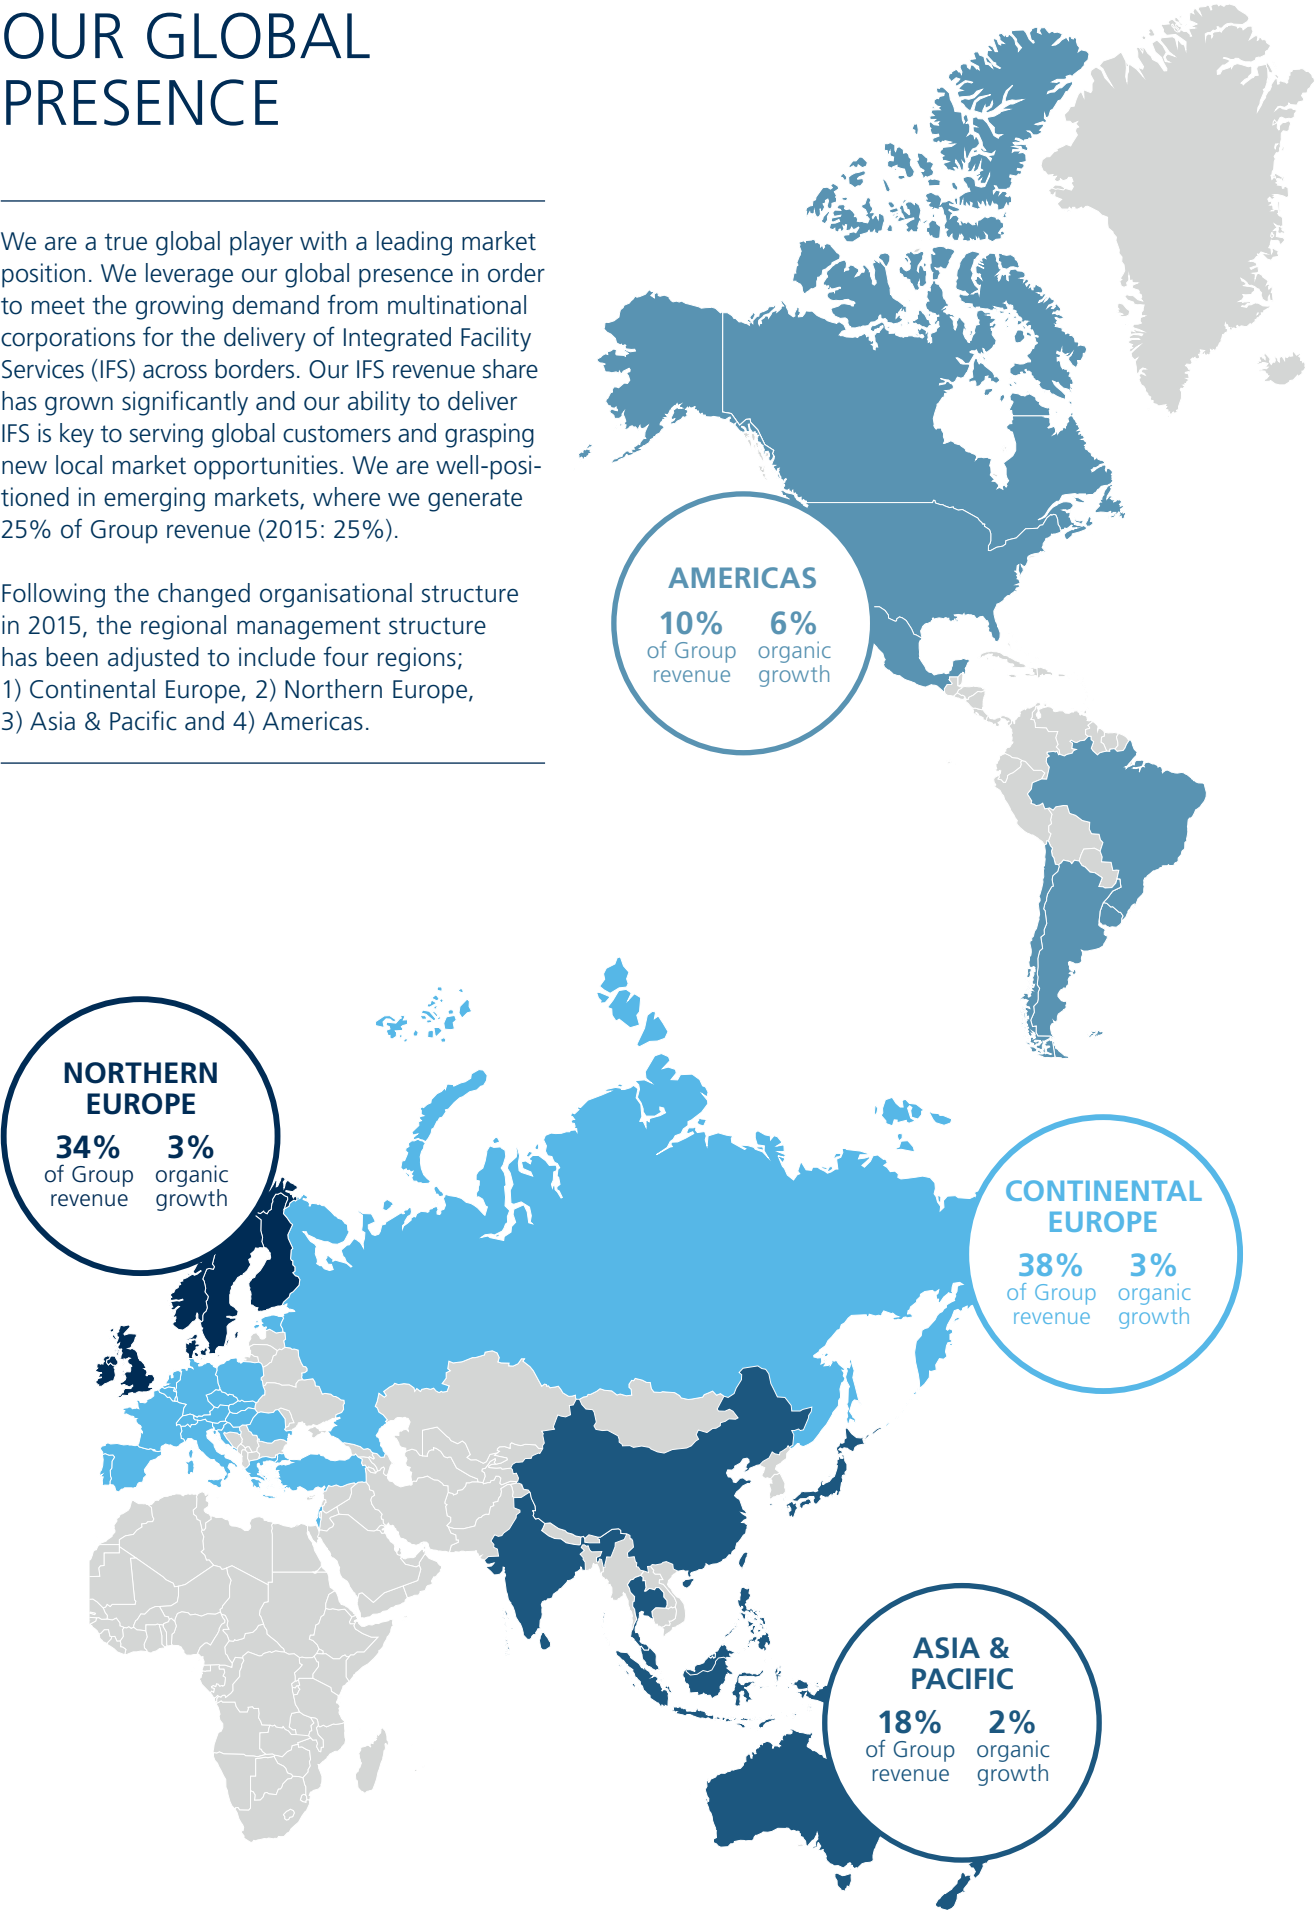 OUR GLOBAL
PRESENCE
We are a true global player with a leading market
position. We leverage our global presence in order
to meet the growing demand from multinational
corporations for the delivery of Integrated Facility
Services (IFS) across borders. Our IFS revenue share
has grown significantly and our ability to deliver
IFS is key to serving global customers and grasping
new local market opportunities. We are well-posi-
tioned in emerging markets, where we generate
25% of Group revenue (2015: 25%).
Following the changed organisational structure
in 2015, the regional management structure
has been adjusted to include four regions;
1) Continental Europe, 2) Northern Europe,
3) Asia & Pacific and 4) Americas.
AMERICAS
10% 6%
of Group organic
revenue growth
NORTHERN
EUROPE
34% 3%
of Group organic
revenue growth
CONTINENTAL
EUROPE
38% 3%
of Group organic
revenue growth
ASIA &
PACIFIC
18% 2%
of Group organic
revenue growth